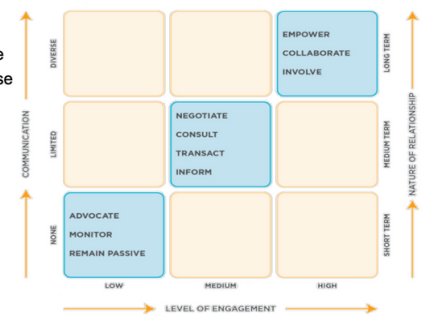 e
se
EMPOWER
COLLABORATE
INVOLVE
DIVERSE
LONG TERM
NEGOTIATE
CONSULT
TRANSACT
INFORM
LIMITED
MEDIUM TERM
COMMUNICATION
NATURE OF RELATIONSHIP
ADVOCATE
MONITOR
REMAIN PASSIVE
NONE
SHORT TERM
LOW
MEDIUM
HIGH
LEVEL OF ENGAGEMENT